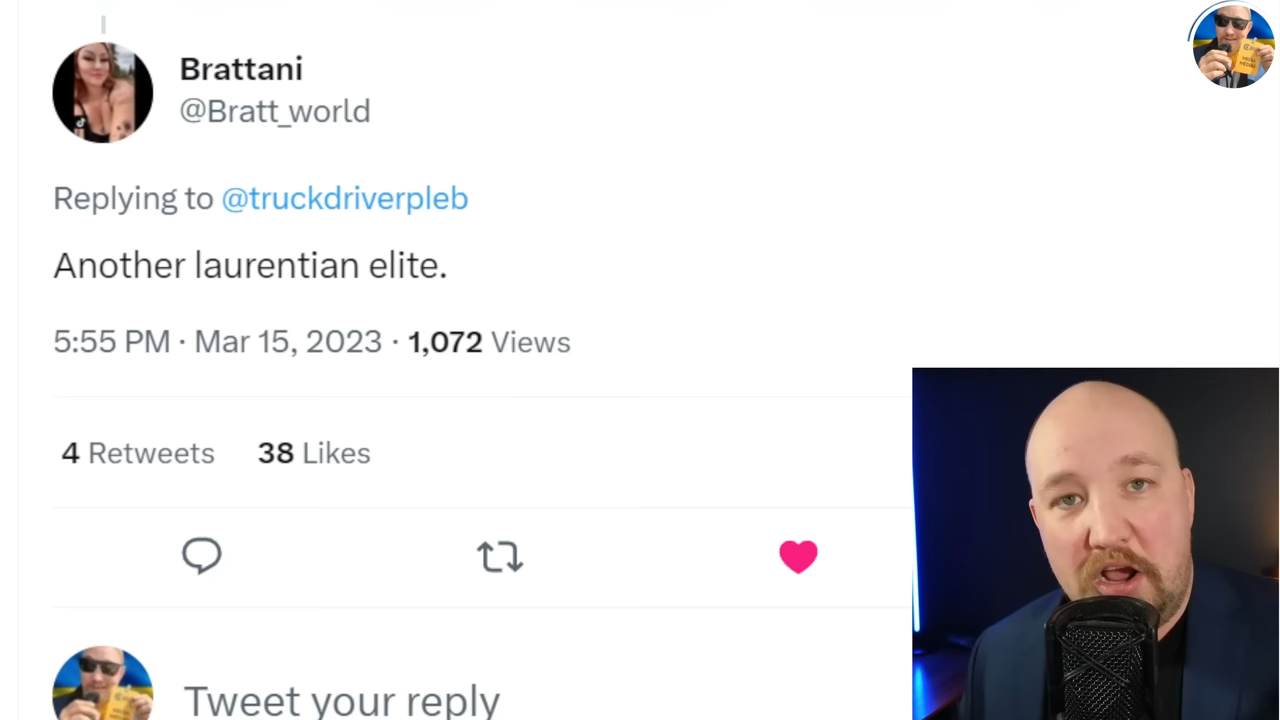 Brattani
@Bratt_world
Replying to @truckdriverpleb
Another laurentian elite.
5:55 PM · Mar 15, 2023 · 1,072 Views
4 Retweets 38 Likes
Tweet your reply